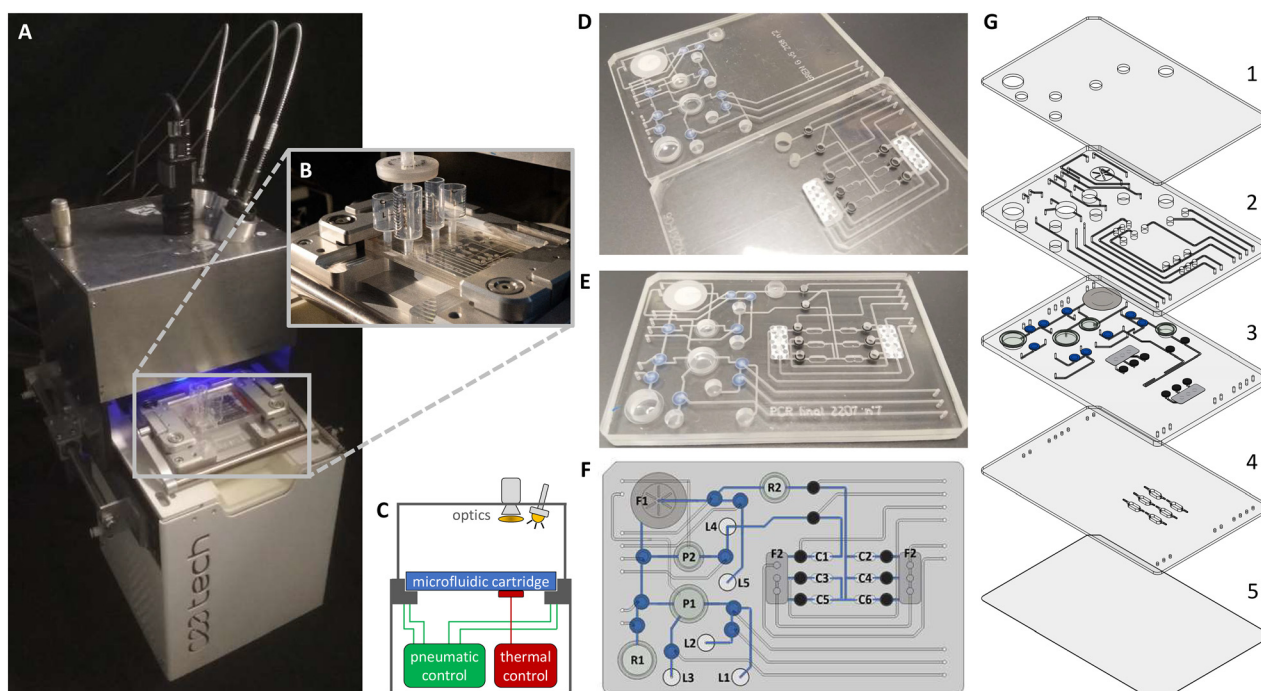 A
B
C
optics
microfluidic cartridge
pneumatic
control
thermal
control
D
E
PCR final 2207 n°7
F
F1
R2
L4
P2
L5
P1
L2
R1
L3
L1
F2
C1
C2
F2
C3
C4
C5
C6
G
1
2
3
4
5